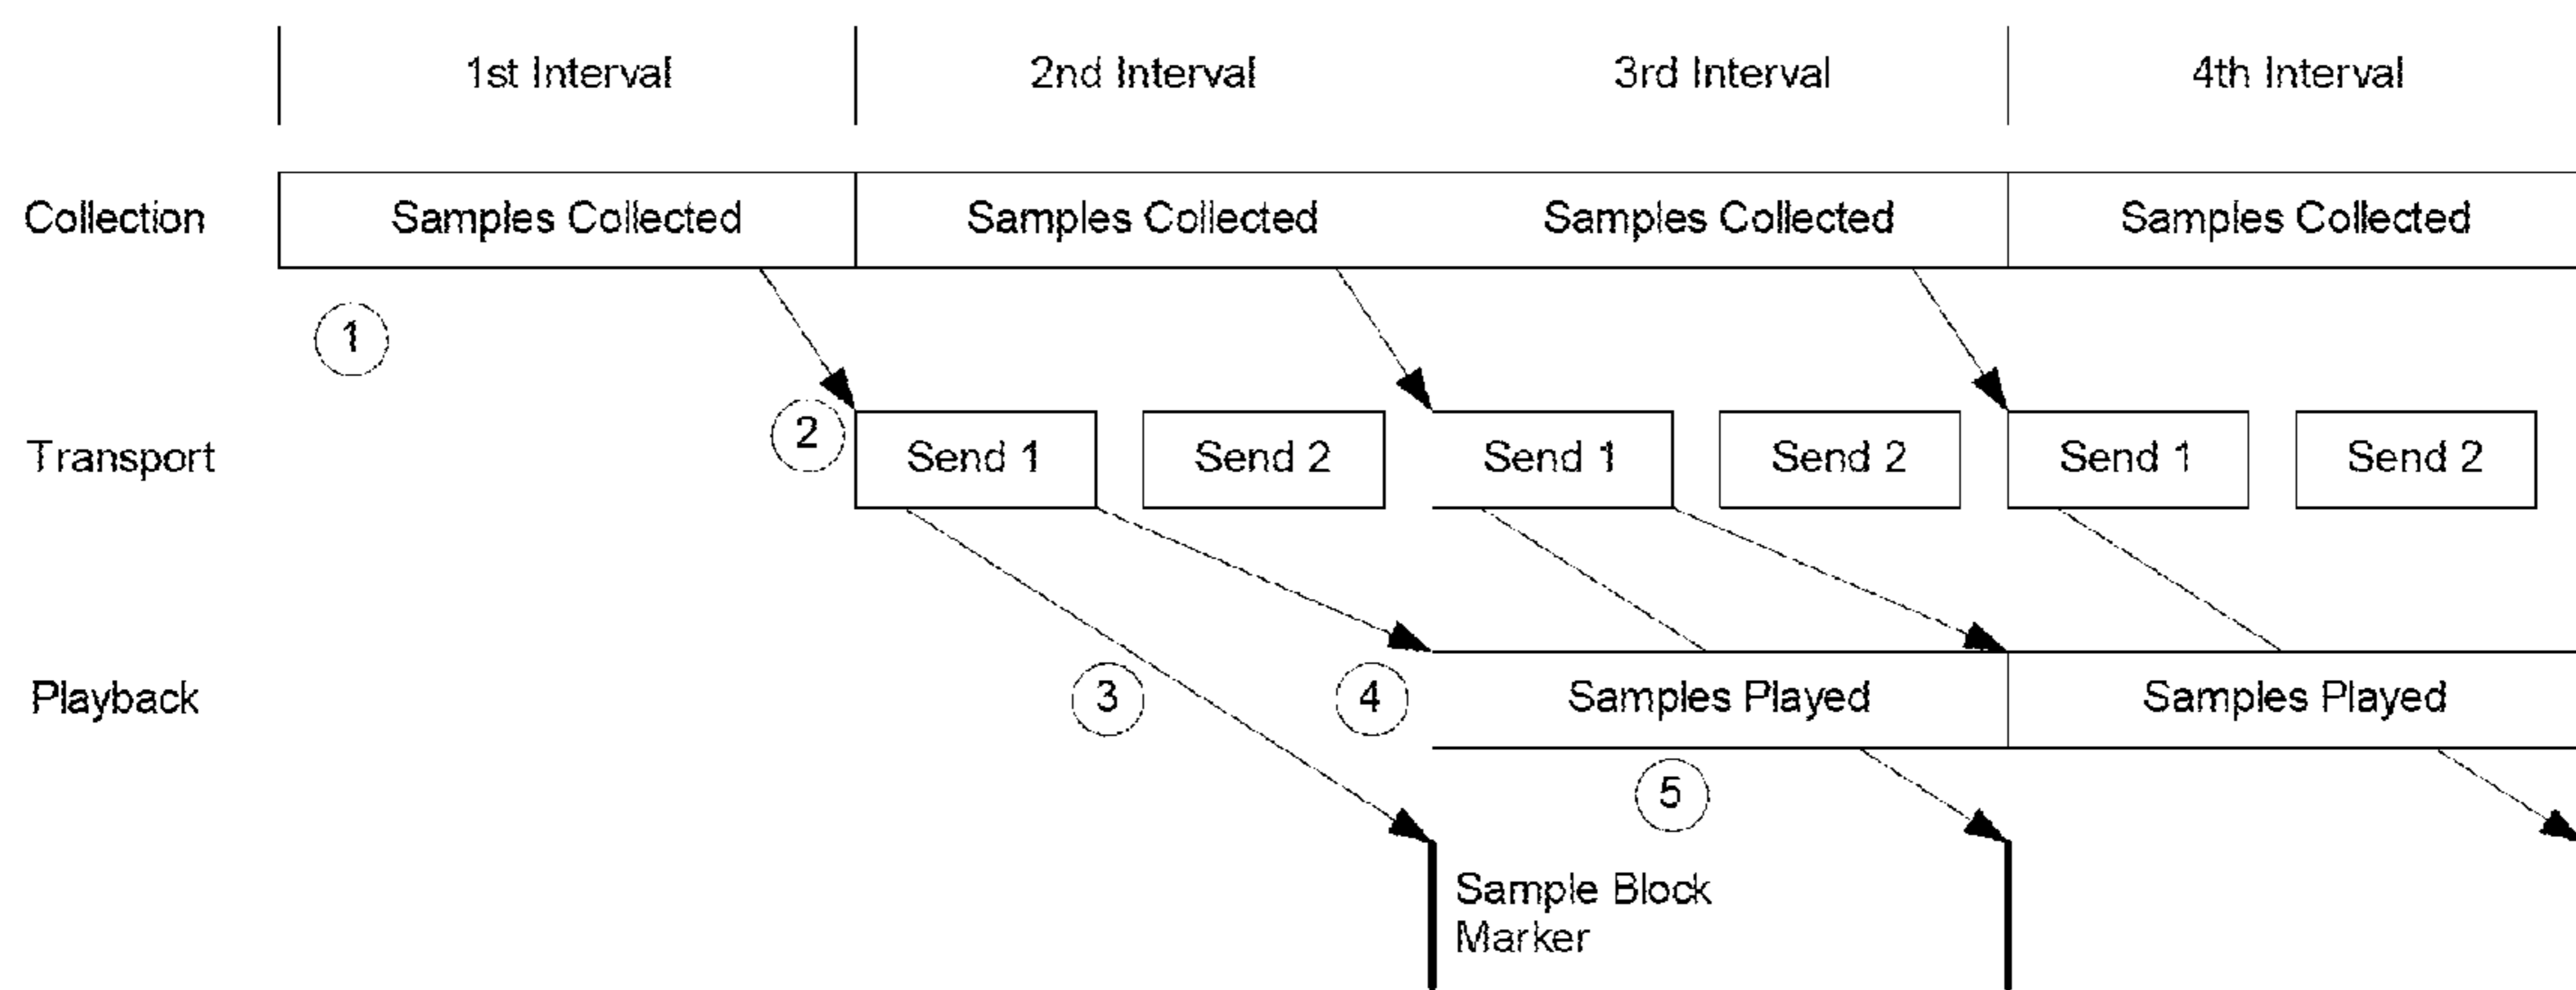 1st Interval
2nd Interval
3rd Interval
4th Interval
Collection
Samples Collected
Samples Collected
Samples Collected
Samples Collected
1
2
Transport
Send 1
Send 2
Send 1
Send 2
Send 1
Send 2
Playback
3
4
Samples Played
Samples Played
5
Sample Block
Marker